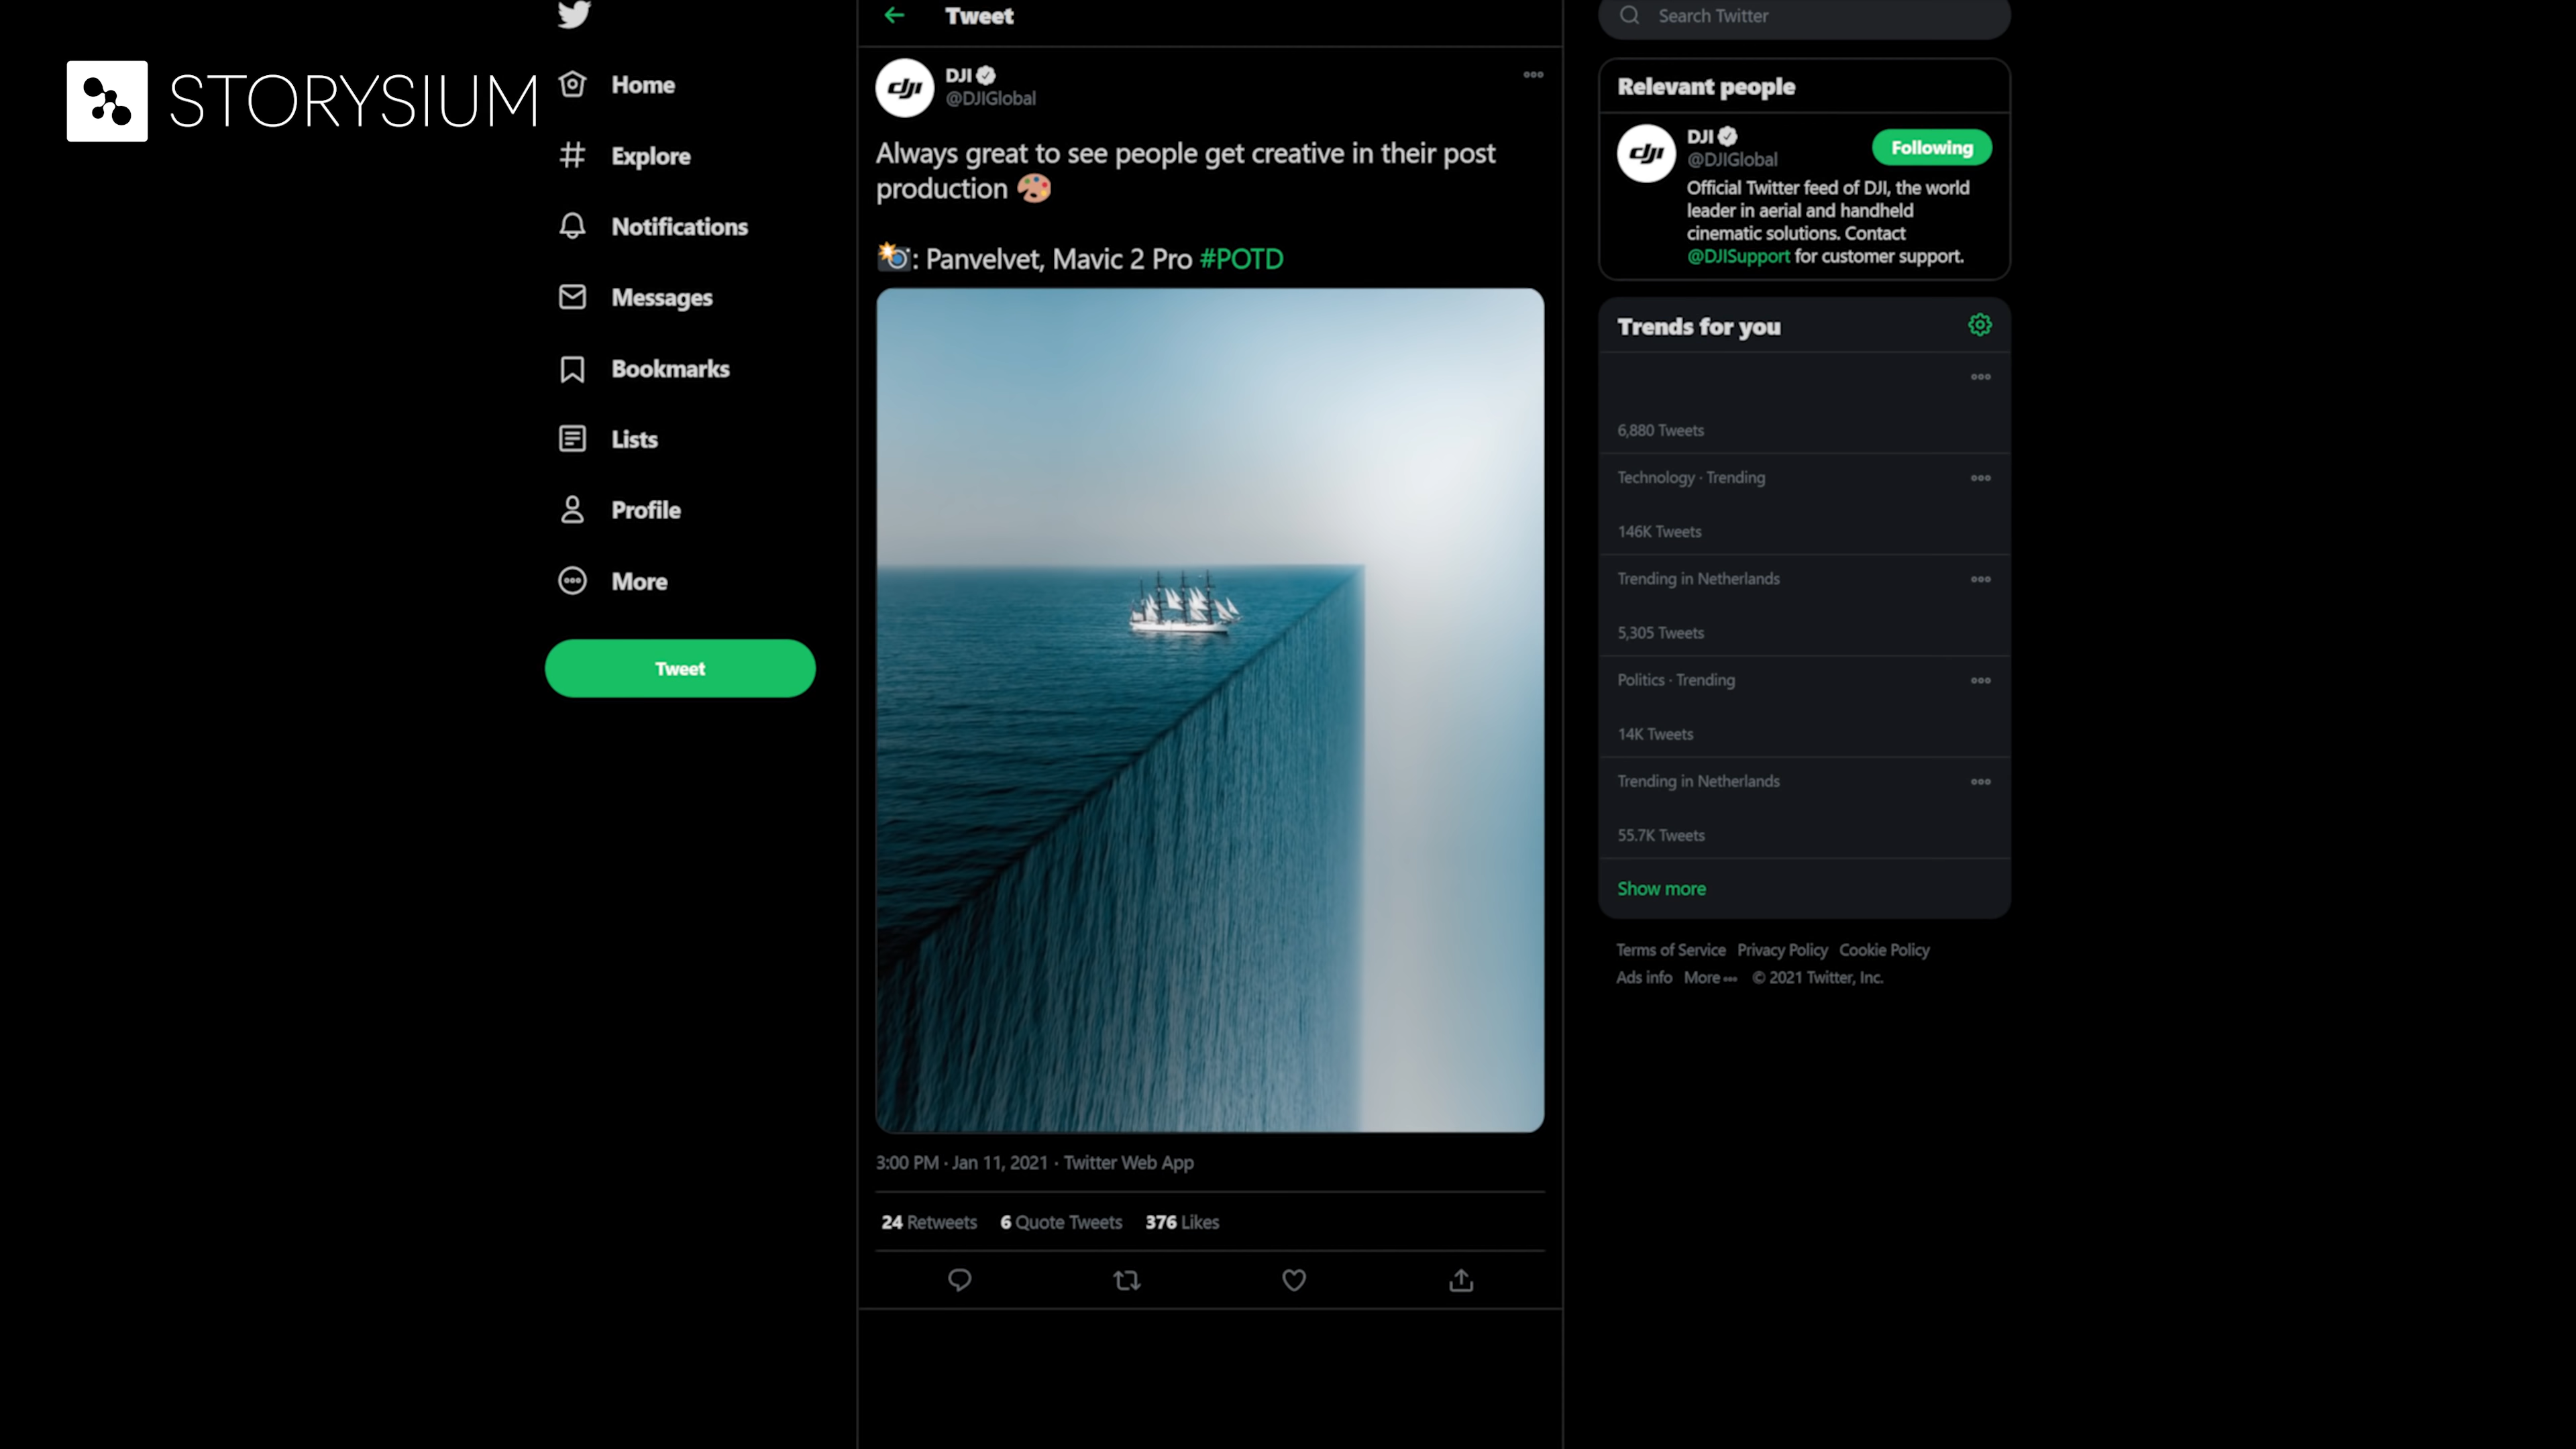 STORYSIUM
Home
Explore
Notifications
Messages
Bookmarks
Lists
Profile
More
Tweet
Tweet
dji
DJI
@DJIGlobal
Always great to see people get creative in their post
production
: Panvelvet, Mavic 2 Pro #POTD
3:00 PM · Jan 11, 2021 · Twitter Web App
24 Retweets 6 Quote Tweets 376 Likes
Search Twitter
Relevant people
dji
DJI
@DJIGlobal
Following
Official Twitter feed of DJI, the world
leader in aerial and handheld
cinematic solutions. Contact
@DJISupport for customer support.
Trends for you
6,880 Tweets
Technology · Trending
146K Tweets
Trending in Netherlands
5,305 Tweets
Politics · Trending
14K Tweets
Trending in Netherlands
55.7K Tweets
Show more
Terms of Service Privacy Policy Cookie Policy
Ads info More ··· © 2021 Twitter, Inc.